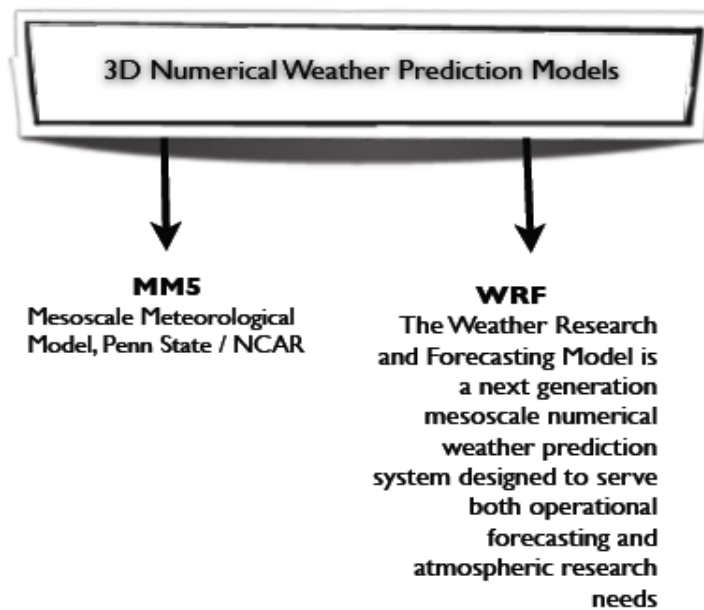 3D Numerical Weather Prediction Models
MM5
Mesoscale Meteorological
Model, Penn State / NCAR
WRF
The Weather Research
and Forecasting Model is
a next generation
mesoscale numerical
weather prediction
system designed to serve
both operational
forecasting and
atmospheric research
needs